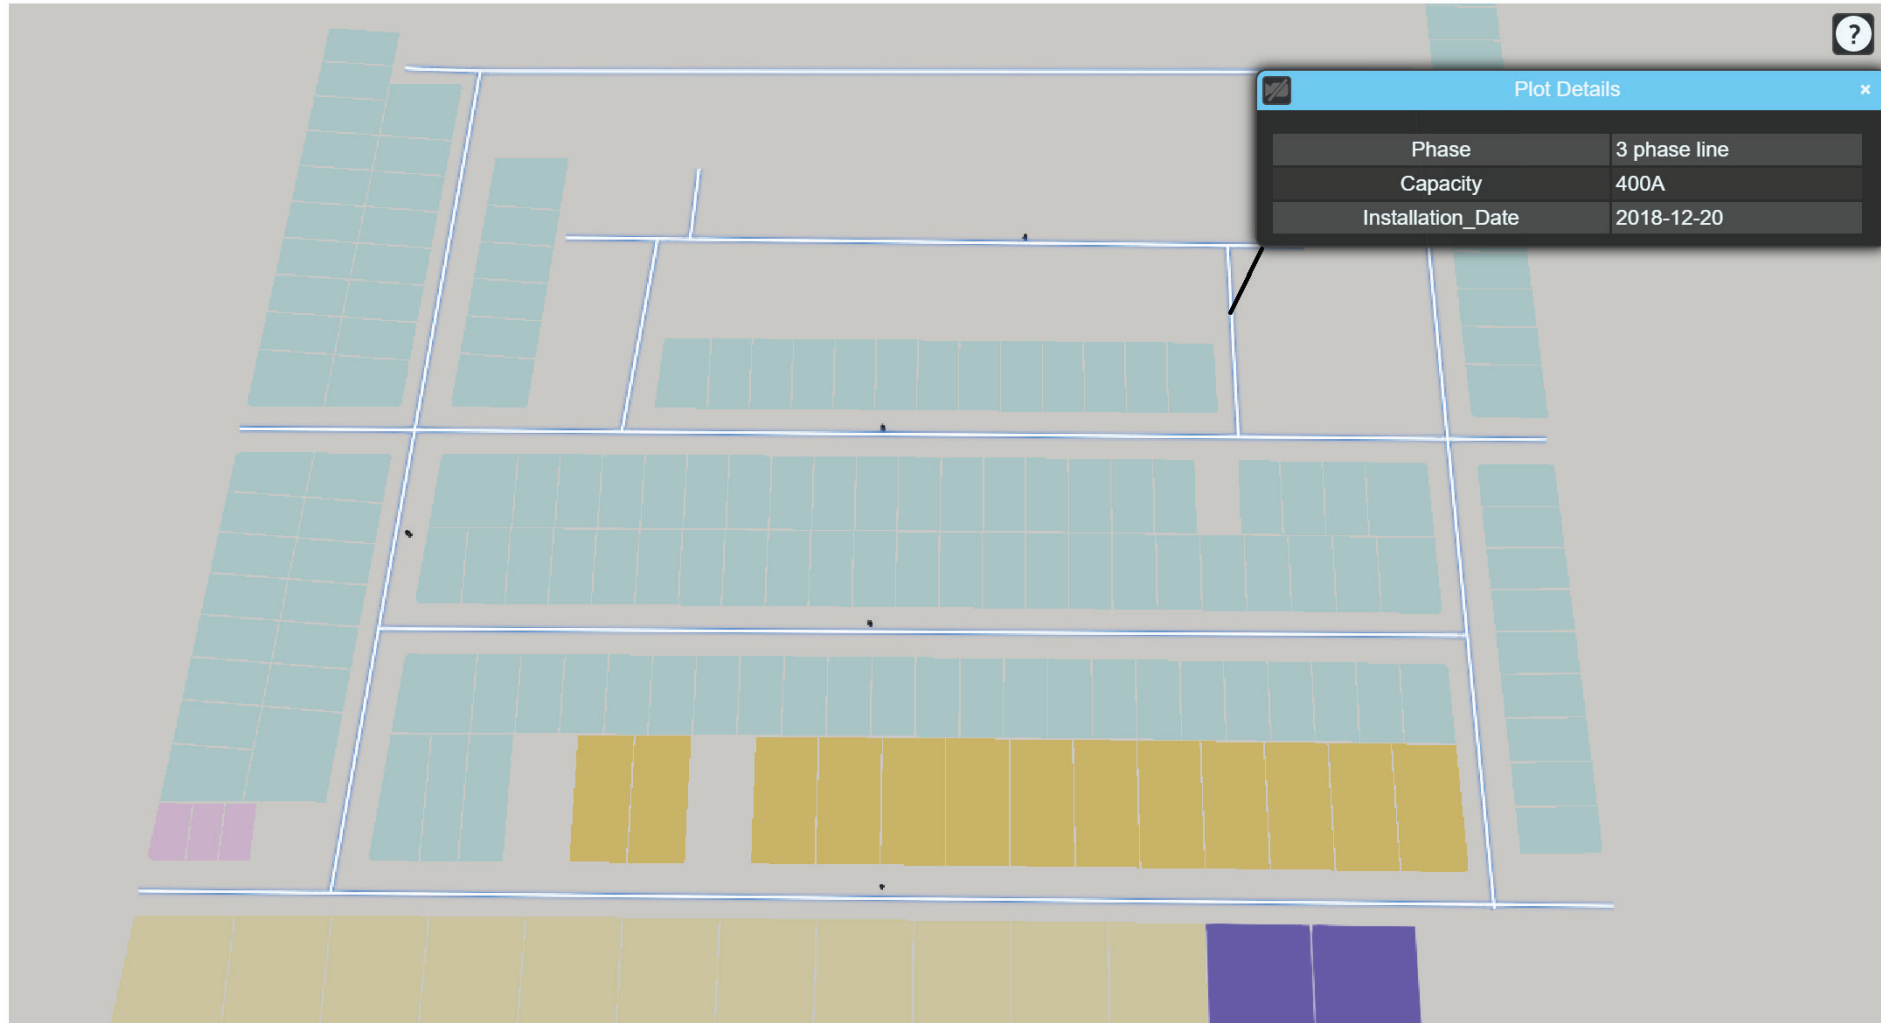 ?
Plot Details ×
Phase 3 phase line
Capacity 400A
Installation_Date 2018-12-20